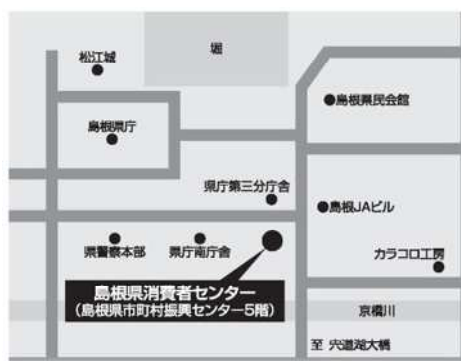 堀
松江城
島根県民会館
島根県庁
県庁第三分庁舎
島根JAビル
県警察本部
県庁南庁舎
カラコロ工房
島根県消費者センター
（島根県市町村振興センター5階）
京橋川
至 宍道湖大橋